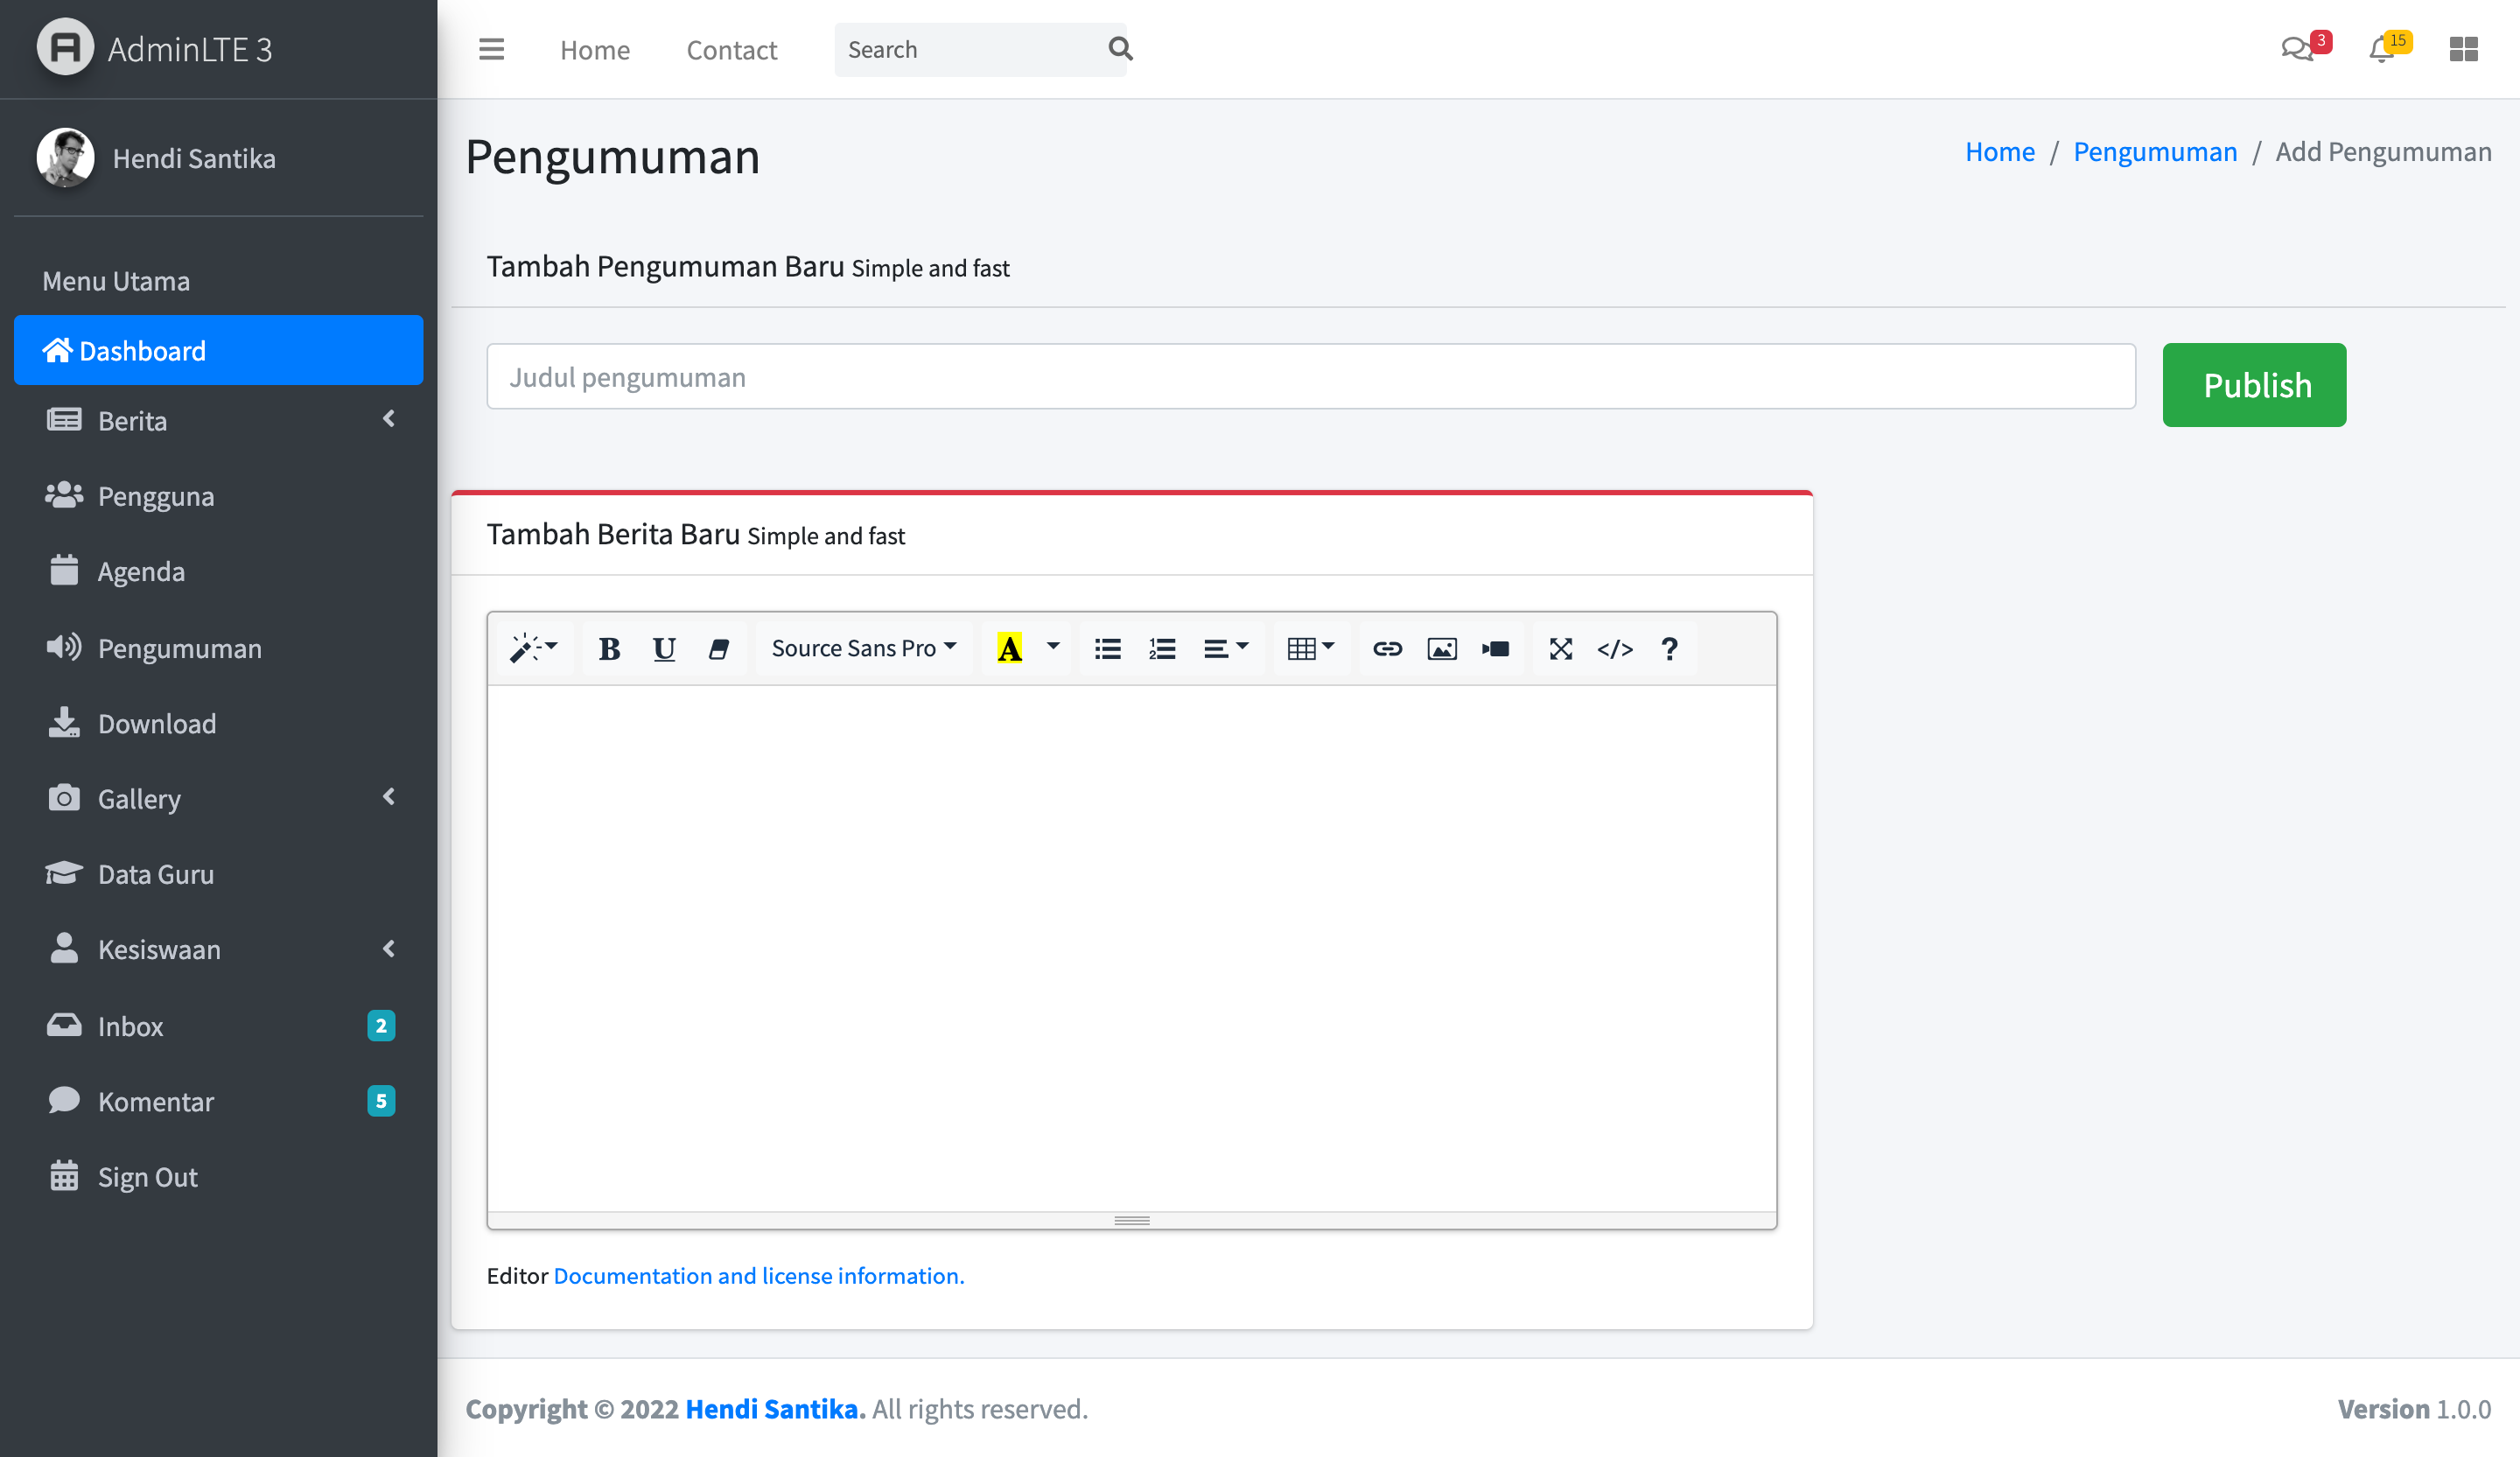 AdminLTE 3
Hendi Santika
Menu Utama
Dashboard
Berita
Pengguna
Agenda
Pengumuman
Download
Gallery
Data Guru
Kesiswaan
Inbox 2
Komentar 5
Sign Out
Home Contact Search 3 15
Pengumuman
Home / Pengumuman / Add Pengumuman
Tambah Pengumuman Baru Simple and fast
Judul pengumuman
Publish
Tambah Berita Baru Simple and fast
B U Source Sans Pro A </> ?
Editor Documentation and license information.
Copyright © 2022 Hendi Santika. All rights reserved.
Version 1.0.0